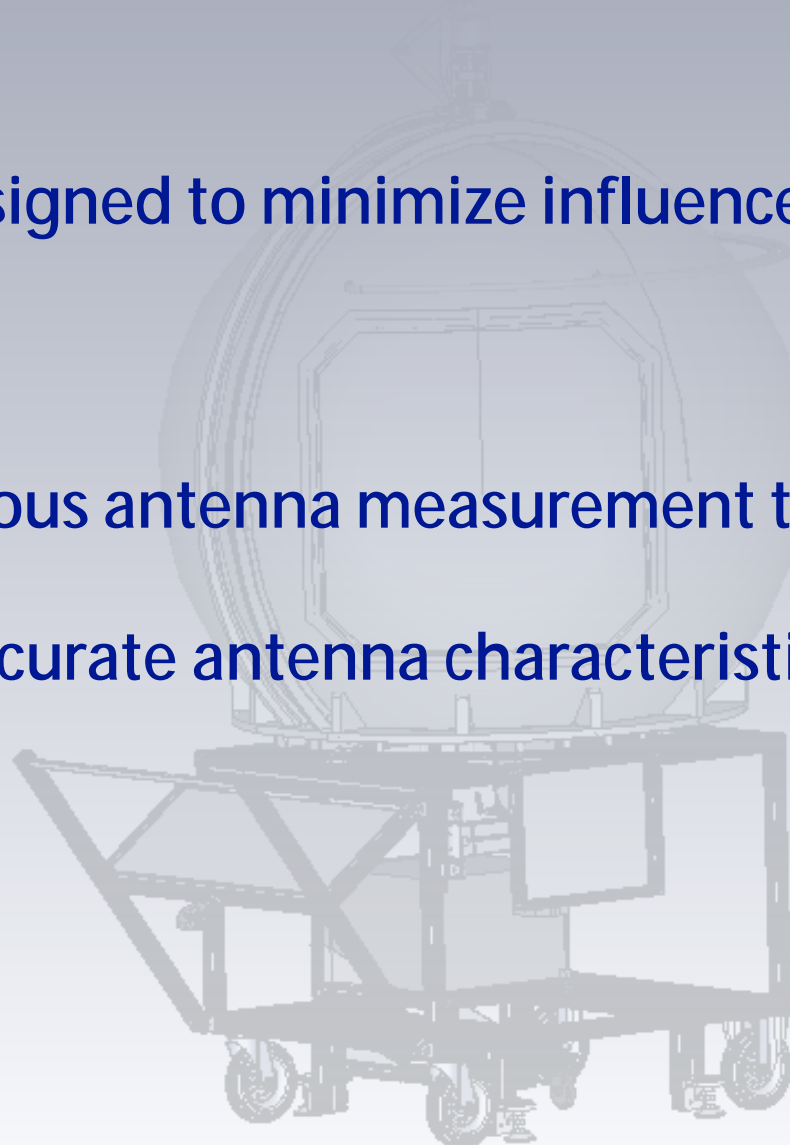 signed to minimize influence
ous antenna measurement t
curate antenna characteristi